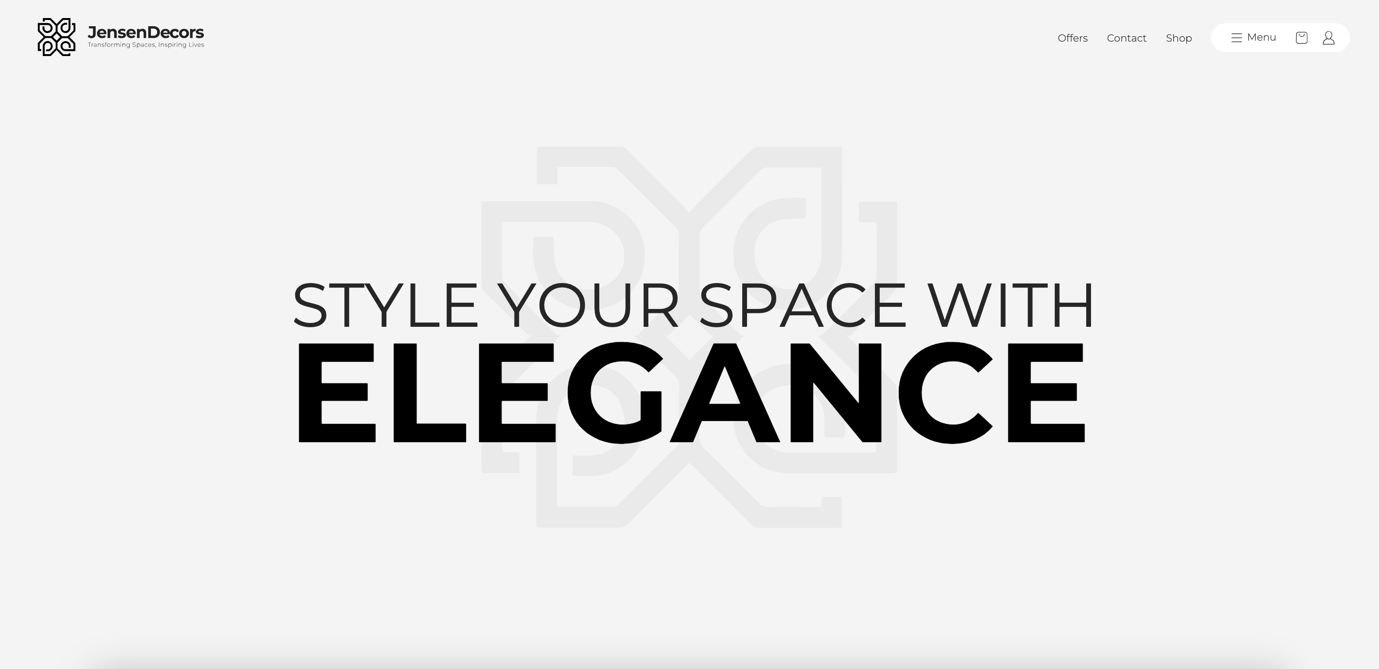 JensenDecors
Transforming Spaces, Inspiring Lives
Offers
Contact
Shop
Menu
STYLE YOUR SPACE WITH
ELEGANCE